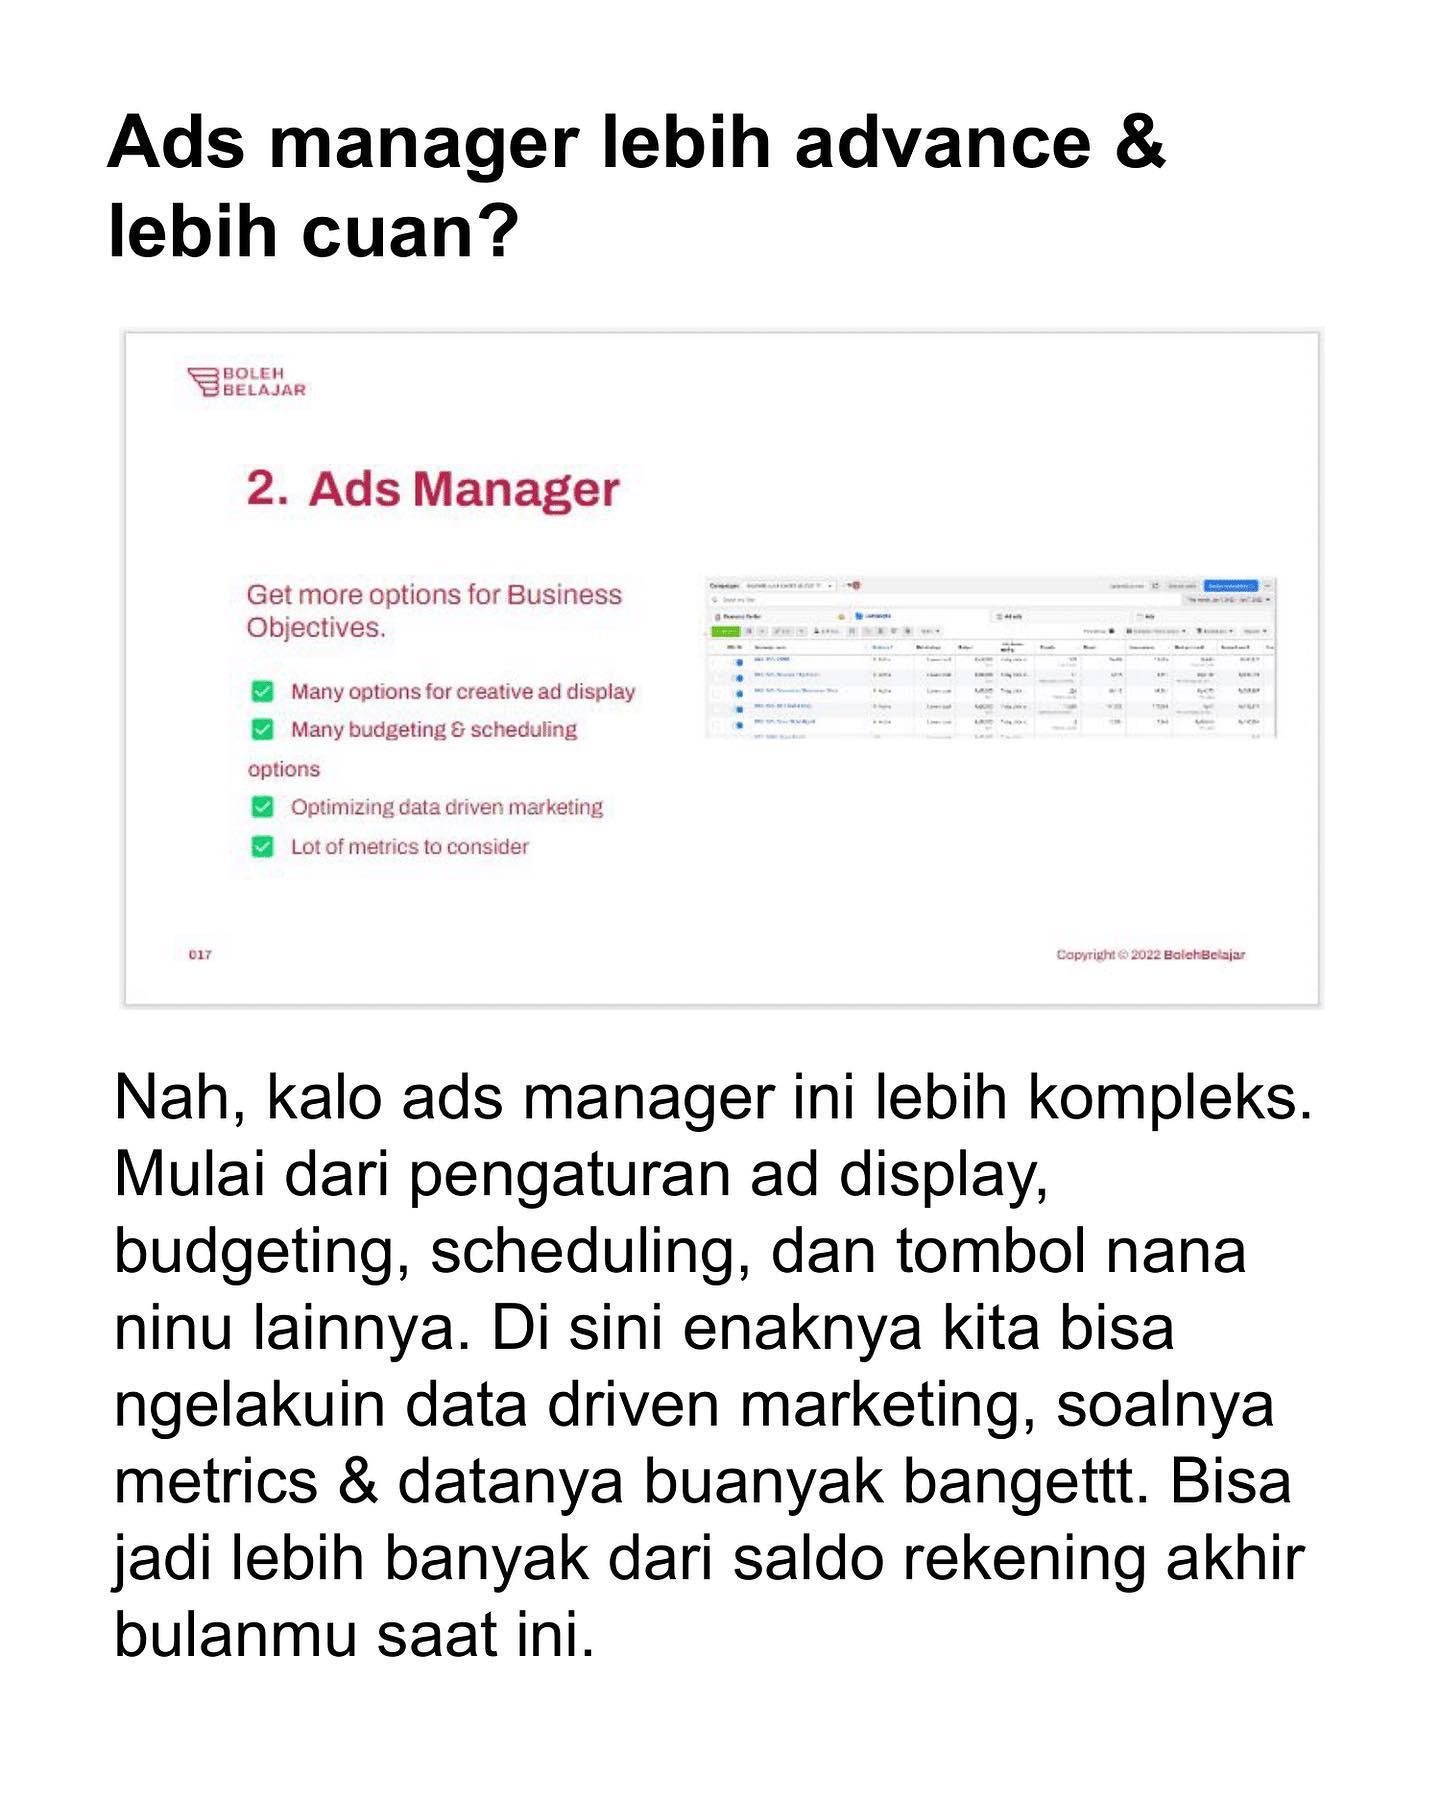 Ads manager lebih advance &
lebih cuan?
BOLEH
BELAJAR
2. Ads Manager
Get more options for Business
Objectives.
Many options for creative ad display
Many budgeting & scheduling
options
Optimizing data driven marketing
Lot of metrics to consider
017
Copyright © 2022 BolehBelajar
Nah, kalo ads manager ini lebih kompleks.
Mulai dari pengaturan ad display,
budgeting, scheduling, dan tombol nana
ninu lainnya. Di sini enaknya kita bisa
ngelakuin data driven marketing, soalnya
metrics & datanya buanyak bangettt. Bisa
jadi lebih banyak dari saldo rekening akhir
bulanmu saat ini.